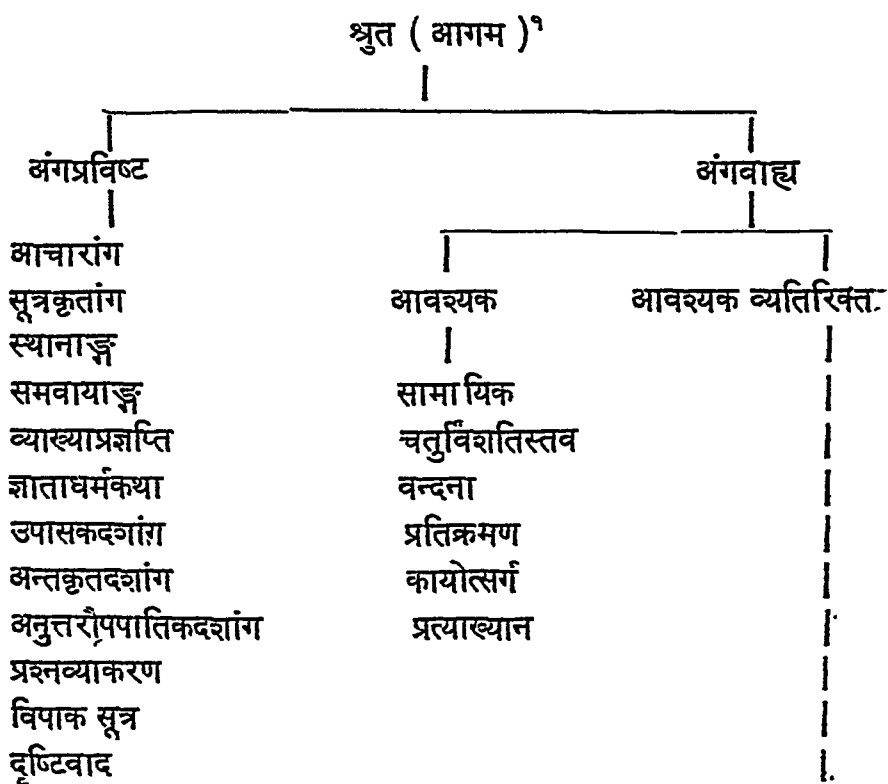 श्रुत ( आगम )१
अंगप्रविष्ट
अंगवाह्य
आचारांग
सूत्रकृतांग
स्थानाङ्ग
समवायाङ्ग
व्याख्याप्रज्ञप्ति
ज्ञाताधर्मकथा
उपासकदशांग
अन्तकृतदशांग
अनुत्तरौपपातिकदशांग
प्रश्नव्याकरण
विपाक सूत्र
दृष्टिवाद
आवश्यक
सामायिक
चतुर्विंशतिस्तव
वन्दना
प्रतिक्रमण
कायोत्सर्ग
प्रत्याख्यान
आवश्यक व्यतिरिक्त